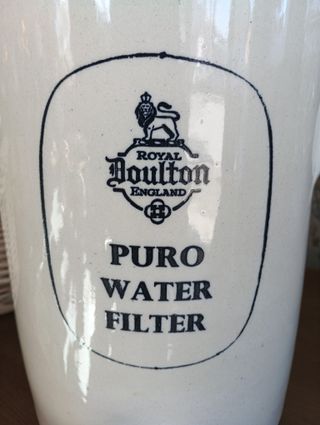 ROYAL
Doulton
ENGLAND
PURO
WATER
FILTER